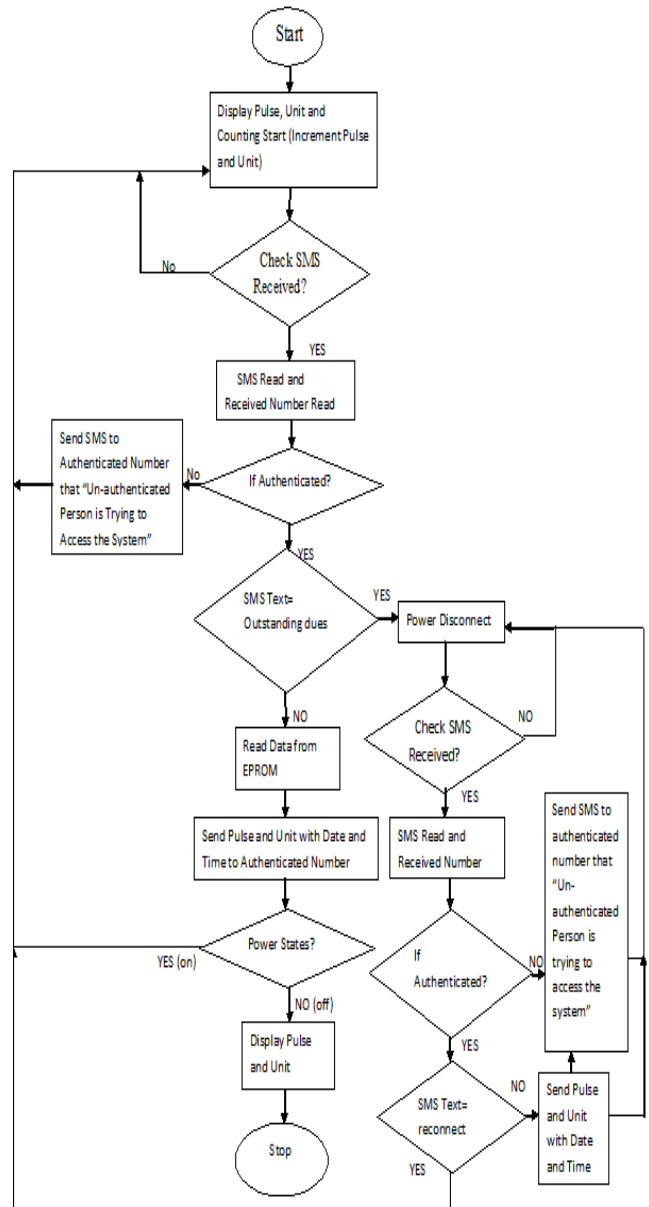 Start
Display Pulse, Unit and
Counting Start (Increment Pulse
and Unit)
Check SMS
Received?
No
YES
SMS Read and
Received Number Read
If Authenticated?
No
Send SMS to
Authenticated Number
that “Un-authenticated
Person is Trying to
Access the System”
YES
SMS Text=
Outstanding dues
YES
Power Disconnect
NO
Check SMS
Received?
NO
YES
Read Data from
EPROM
Send Pulse and Unit with Date and
Time to Authenticated Number
SMS Read and
Received Number
Send SMS to
authenticated
number that
“Un-
authenticated
Person is
trying to
access the
system”
Power States?
YES (on)
NO (off)
If
Authenticated?
NO
YES
Display Pulse
and Unit
SMS Text=
reconnect
NO
Send Pulse
and Unit
with Date
and Time
YES
Stop